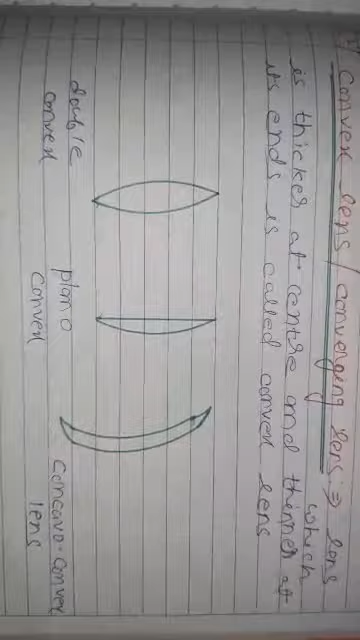 convex lens / converging lens :⇒ lens which
is thicker at centre and thinner at
its ends is called convex lens
double convex
plano convex
concavo-convex lens